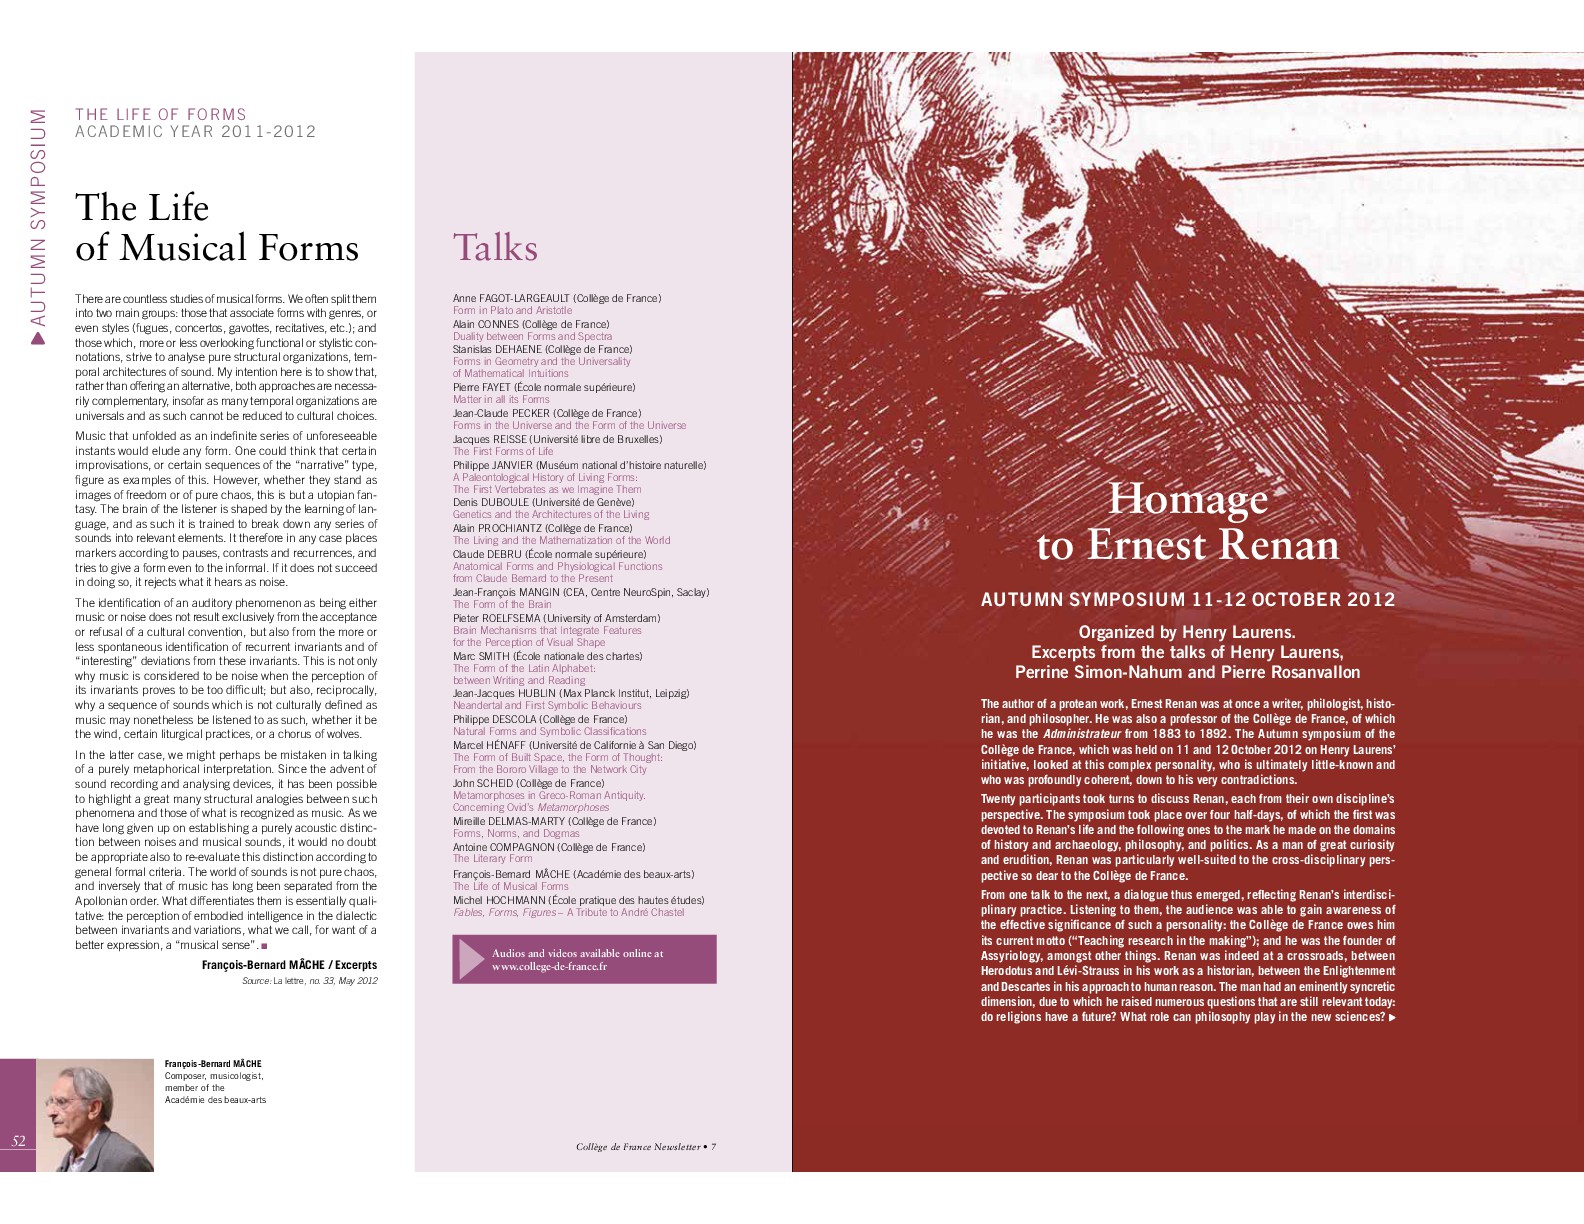 AUTUMN SYMPOSIUM
THE LIFE OF FORMS
ACADEMIC YEAR 2011-2012
The Life
of Musical Forms
There are countless studies of musical forms. We often split them
into two main groups: those that associate forms with genres, or
even styles (fugues, concertos, gavottes, recitatives, etc.); and
those which, more or less overlooking functional or stylistic con-
notations, strive to analyse pure structural organizations, tem-
poral architectures of sound. My intention here is to show that,
rather than offering an alternative, both approaches are necessa-
rily complementary, insofar as many temporal organizations are
universals and as such cannot be reduced to cultural choices.
Music that unfolded as an indefinite series of unforeseeable
instants would elude any form. One could think that certain
improvisations, or certain sequences of the “narrative” type,
figure as examples of this. However, whether they stand as
images of freedom or of pure chaos, this is but a utopian fan-
tasy. The brain of the listener is shaped by the learning of lan-
guage, and as such it is trained to break down any series of
sounds into relevant elements. It therefore in any case places
markers according to pauses, contrasts and recurrences, and
tries to give a form even to the informal. If it does not succeed
in doing so, it rejects what it hears as noise.
The identification of an auditory phenomenon as being either
music or noise does not result exclusively from the acceptance
or refusal of a cultural convention, but also from the more or
less spontaneous identification of recurrent invariants and of
“interesting” deviations from these invariants. This is not only
why music is considered to be noise when the perception of
its invariants proves to be too difficult; but also, reciprocally,
why a sequence of sounds which is not culturally defined as
music may nonetheless be listened to as such, whether it be
the wind, certain liturgical practices, or a chorus of wolves.
In the latter case, we might perhaps be mistaken in talking
of a purely metaphorical interpretation. Since the advent of
sound recording and analysing devices, it has been possible
to highlight a great many structural analogies between such
phenomena and those of what is recognized as music. As we
have long given up on establishing a purely acoustic distinc-
tion between noises and musical sounds, it would no doubt
be appropriate also to re-evaluate this distinction according to
general formal criteria. The world of sounds is not pure chaos,
and inversely that of music has long been separated from the
Apollonian order. What differentiates them is essentially quali-
tative: the perception of embodied intelligence in the dialectic
between invariants and variations, what we call, for want of a
better expression, a “musical sense”. ■
François-Bernard MÂCHE / Excerpts
Source: La lettre, no. 33, May 2012
François-Bernard MÂCHE
Composer, musicologist,
member of the
Académie des beaux-arts
52
Talks
Anne FAGOT-LARGEAULT (Collège de France)
Form in Plato and Aristotle
Alain CONNES (Collège de France)
Duality between Forms and Spectra
Stanislas DEHAENE (Collège de France)
Forms in Geometry and the Universality
of Mathematical Intuitions
Pierre FAYET (École normale supérieure)
Matter in all its Forms
Jean-Claude PECKER (Collège de France)
Forms in the Universe and the Form of the Universe
Jacques REISSE (Université libre de Bruxelles)
The First Forms of Life
Philippe JANVIER (Muséum national d’histoire naturelle)
A Paleontological History of Living Forms:
The First Vertebrates as we Imagine Them
Denis DUBOULE (Université de Genève)
Genetics and the Architectures of the Living
Alain PROCHIANTZ (Collège de France)
The Living and the Mathematization of the World
Claude DEBRU (École normale supérieure)
Anatomical Forms and Physiological Functions
from Claude Bernard to the Present
Jean-François MANGIN (CEA, Centre NeuroSpin, Saclay)
The Form of the Brain
Pieter ROELFSEMA (University of Amsterdam)
Brain Mechanisms that Integrate Features
for the Perception of Visual Shape
Marc SMITH (École nationale des chartes)
The Form of the Latin Alphabet:
between Writing and Reading
Jean-Jacques HUBLIN (Max Planck Institut, Leipzig)
Neandertal and First Symbolic Behaviours
Philippe DESCOLA (Collège de France)
Natural Forms and Symbolic Classifications
Marcel HÉNAFF (Université de Californie à San Diego)
The Form of Built Space, the Form of Thought:
From the Bororo Village to the Network City
John SCHEID (Collège de France)
Metamorphoses in Greco-Roman Antiquity.
Concerning Ovid’s Metamorphoses
Mireille DELMAS-MARTY (Collège de France)
Forms, Norms, and Dogmas
Antoine COMPAGNON (Collège de France)
The Literary Form
François-Bernard MÂCHE (Académie des beaux-arts)
The Life of Musical Forms
Michel HOCHMANN (École pratique des hautes études)
Fables, Forms, Figures – A Tribute to André Chastel
Audios and videos available online at
www.college-de-france.fr
Collège de France Newsletter • 7
Homage
to Ernest Renan
AUTUMN SYMPOSIUM 11-12 OCTOBER 2012
Organized by Henry Laurens.
Excerpts from the talks of Henry Laurens,
Perrine Simon-Nahum and Pierre Rosanvallon
The author of a protean work, Ernest Renan was at once a writer, philologist, histo-
rian, and philosopher. He was also a professor of the Collège de France, of which
he was the Administrateur from 1883 to 1892. The Autumn symposium of the
Collège de France, which was held on 11 and 12 October 2012 on Henry Laurens’
initiative, looked at this complex personality, who is ultimately little-known and
who was profoundly coherent, down to his very contradictions.
Twenty participants took turns to discuss Renan, each from their own discipline’s
perspective. The symposium took place over four half-days, of which the first was
devoted to Renan’s life and the following ones to the mark he made on the domains
of history and archaeology, philosophy, and politics. As a man of great curiosity
and erudition, Renan was particularly well-suited to the cross-disciplinary pers-
pective so dear to the Collège de France.
From one talk to the next, a dialogue thus emerged, reflecting Renan’s interdisci-
plinary practice. Listening to them, the audience was able to gain awareness of
the effective significance of such a personality: the Collège de France owes him
its current motto (“Teaching research in the making”); and he was the founder of
Assyriology, amongst other things. Renan was indeed at a crossroads, between
Herodotus and Lévi-Strauss in his work as a historian, between the Enlightenment
and Descartes in his approach to human reason. The man had an eminently syncretic
dimension, due to which he raised numerous questions that are still relevant today:
do religions have a future? What role can philosophy play in the new sciences? ▶